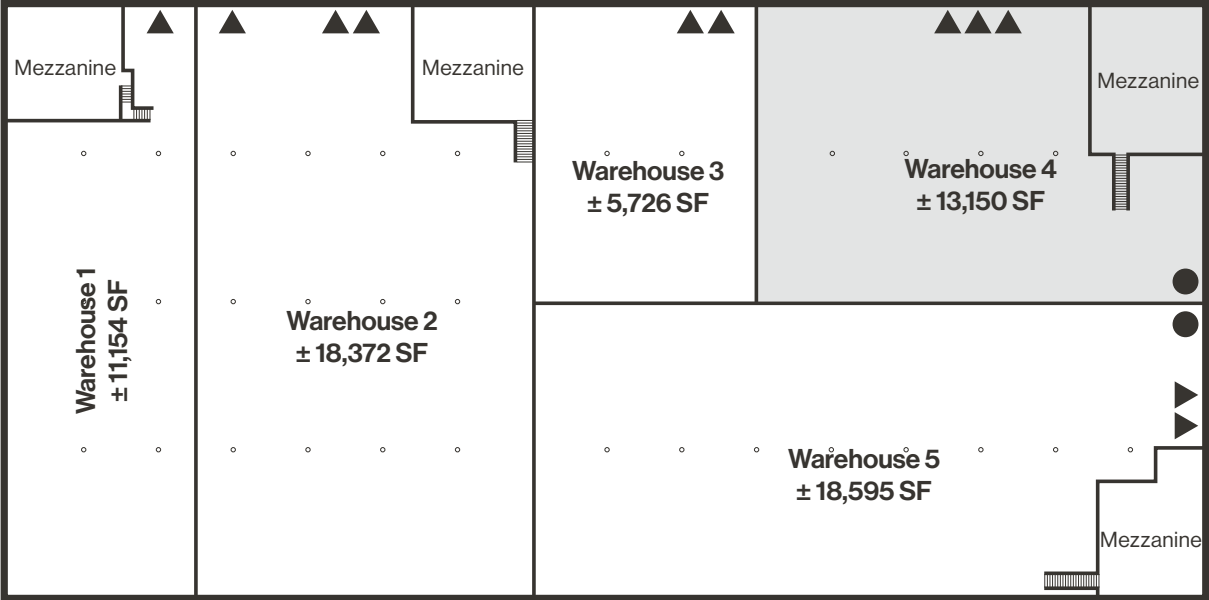 Mezzanine
Mezzanine
Mezzanine
Warehouse 3
± 5,726 SF
Warehouse 4
± 13,150 SF
Warehouse 1
± 11,154 SF
Warehouse 2
± 18,372 SF
Warehouse 5
± 18,595 SF
Mezzanine